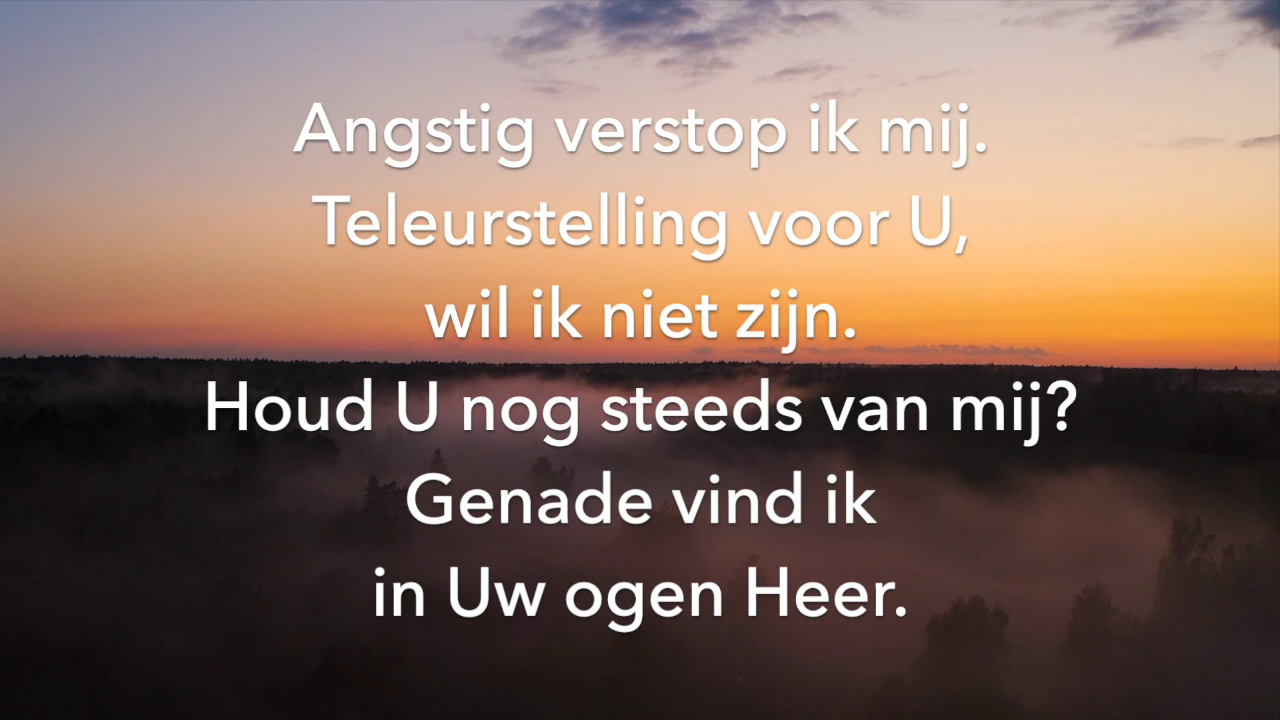 Angstig verstop ik mij.
Teleurstelling voor U,
wil ik niet zijn.
Houd U nog steeds van mij?
Genade vind ik
in Uw ogen Heer.